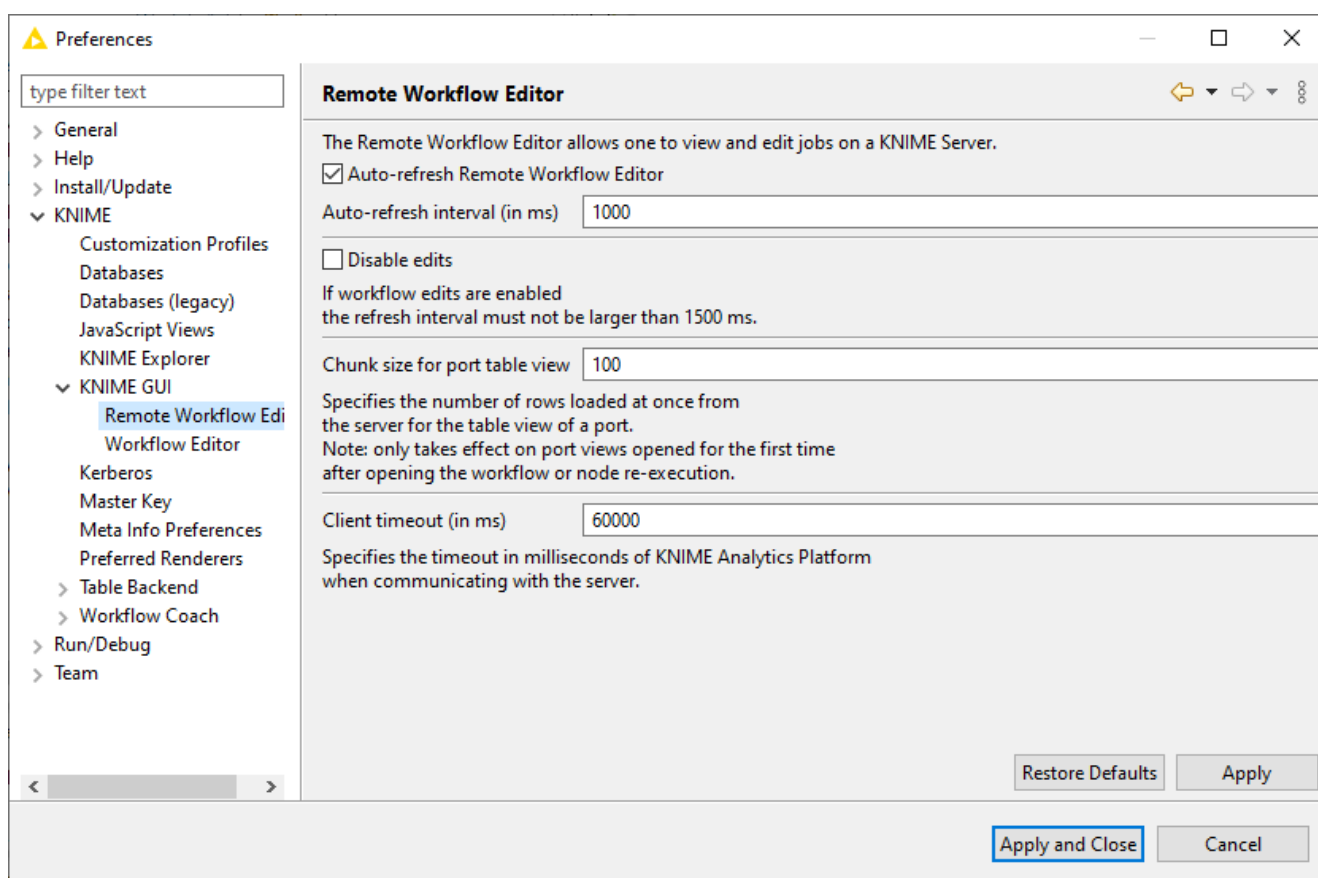 Preferences
type filter text
General
Help
Install/Update
KNIME
Customization Profiles
Databases
Databases (legacy)
JavaScript Views
KNIME Explorer
KNIME GUI
Remote Workflow Edi
Workflow Editor
Kerberos
Master Key
Meta Info Preferences
Preferred Renderers
Table Backend
Workflow Coach
Run/Debug
Team
Remote Workflow Editor
The Remote Workflow Editor allows one to view and edit jobs on a KNIME Server.
Auto-refresh Remote Workflow Editor
Auto-refresh interval (in ms) 1000
Disable edits
If workflow edits are enabled
the refresh interval must not be larger than 1500 ms.
Chunk size for port table view 100
Specifies the number of rows loaded at once from
the server for the table view of a port.
Note: only takes effect on port views opened for the first time
after opening the workflow or node re-execution.
Client timeout (in ms) 60000
Specifies the timeout in milliseconds of KNIME Analytics Platform
when communicating with the server.
Restore Defaults Apply
Apply and Close Cancel